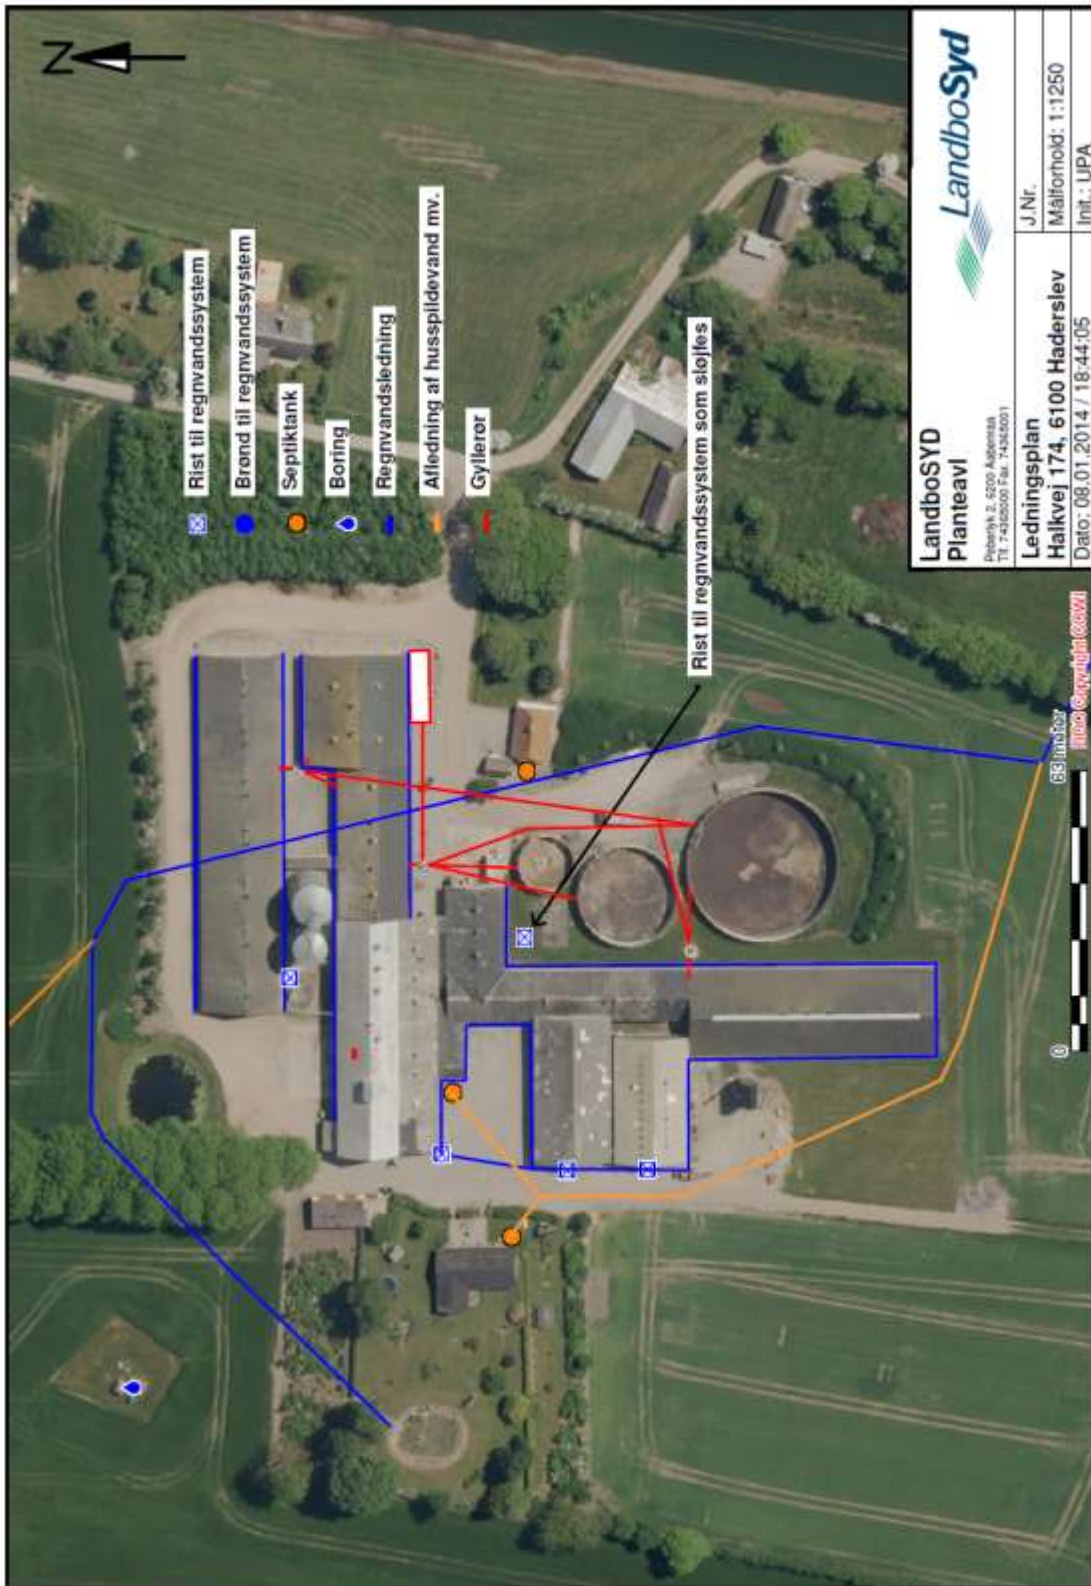 N
Rist til regnvandssystem
Brønd til regnvandssystem
Septiktank
Boring
Regnvandsledning
Afledning af husspildevand mv.
Gyllerør
Rist til regnvandssystem som sløjfes
0
63 meter
Copyright COWI
LandboSYD
Planteavl
LandboSyd
Ledningsplan
J.Nr.
Halkvej 174, 6100 Haderslev
Målforhold: 1:1250
Dato: 08.01.2014 / 18:44:05
Init.: UPA